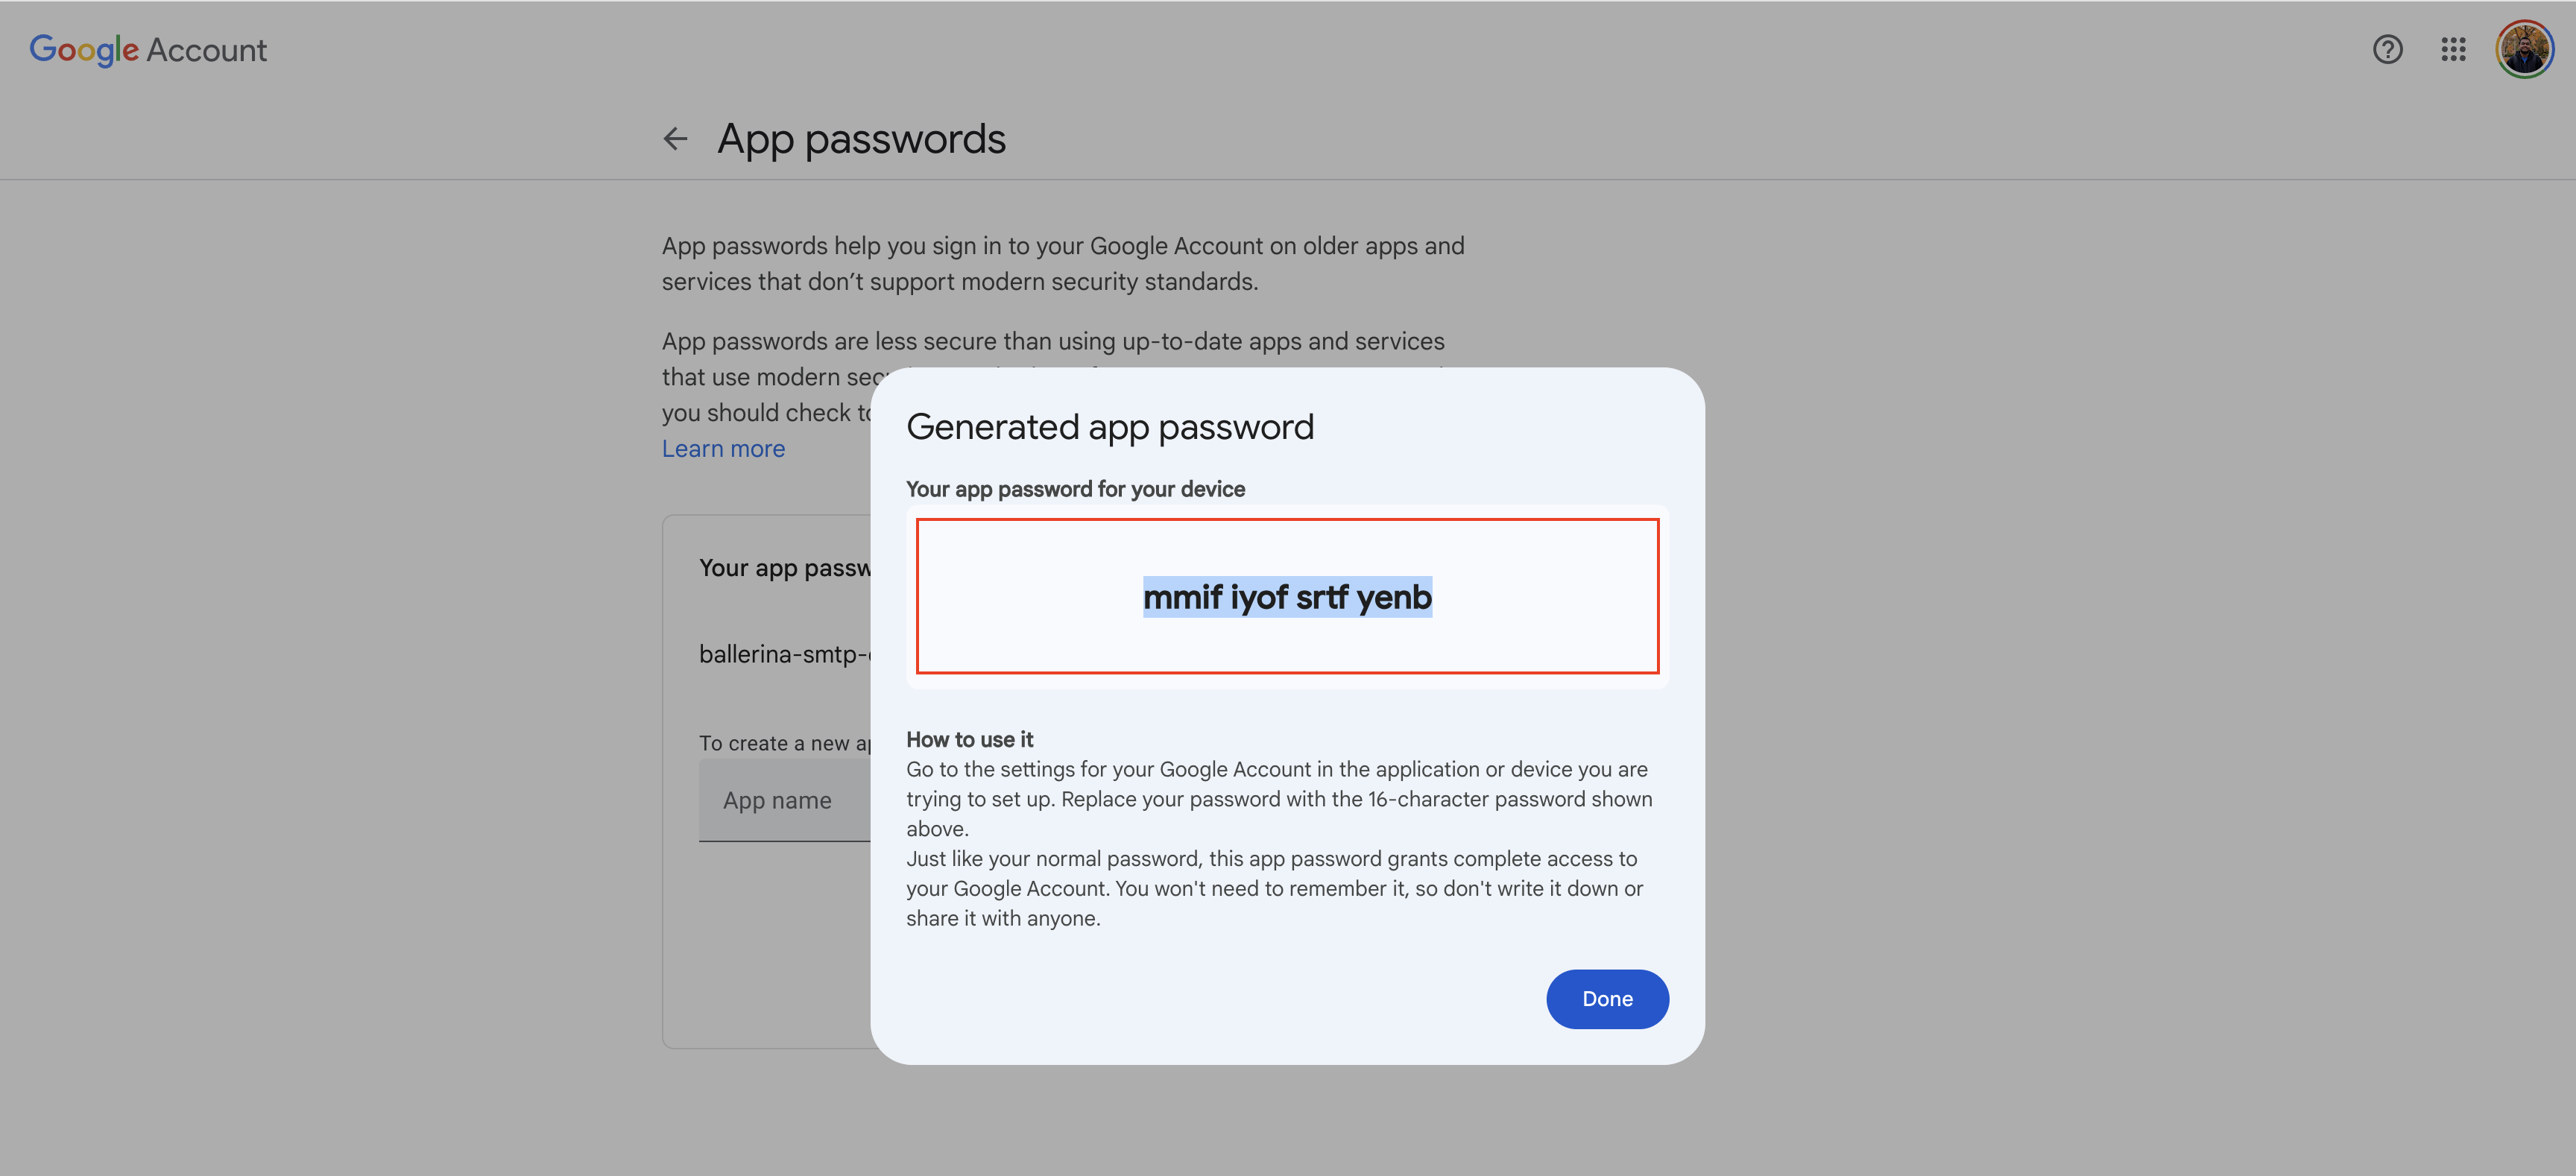 Google Account
App passwords
App passwords help you sign in to your Google Account on older apps and
services that don’t support modern security standards.
App passwords are less secure than using up-to-date apps and services
that use modern
you should check
Learn more
Generated app password
Your app password for your device
mmif iyof srtf yenb
Your app
ballerina-smtp-
To create a new
App name
How to use it
Go to the settings for your Google Account in the application or device you are
trying to set up. Replace your password with the 16-character password shown
above.
Just like your normal password, this app password grants complete access to
your Google Account. You won't need to remember it, so don't write it down or
share it with anyone.
Done